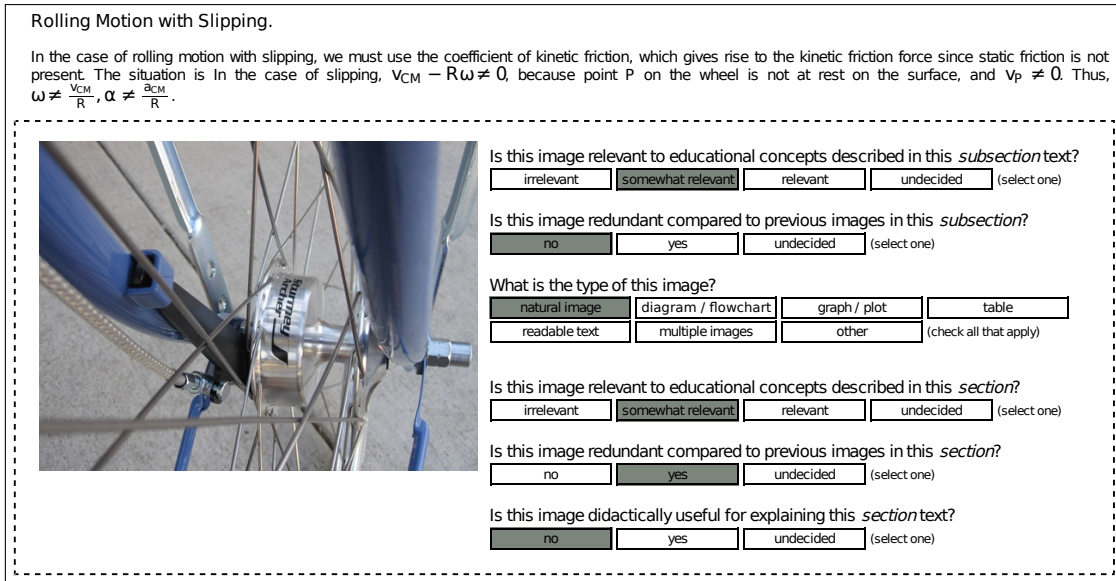 Rolling Motion with Slipping.
In the case of rolling motion with slipping, we must use the coefficient of kinetic friction, which gives rise to the kinetic friction force since static friction is not
present. The situation is In the case of slipping, v_CM − Rω ≠ 0, because point P on the wheel is not at rest on the surface, and v_P ≠ 0. Thus,
ω ≠ v_CM/R, α ≠ a_CM/R.
Sturmey
Archer
Is this image relevant to educational concepts described in this subsection text?
irrelevant somewhat relevant relevant undecided (select one)
Is this image redundant compared to previous images in this subsection?
no yes undecided (select one)
What is the type of this image?
natural image diagram / flowchart graph / plot table
readable text multiple images other (check all that apply)
Is this image relevant to educational concepts described in this section?
irrelevant somewhat relevant relevant undecided (select one)
Is this image redundant compared to previous images in this section?
no yes undecided (select one)
Is this image didactically useful for explaining this section text?
no yes undecided (select one)